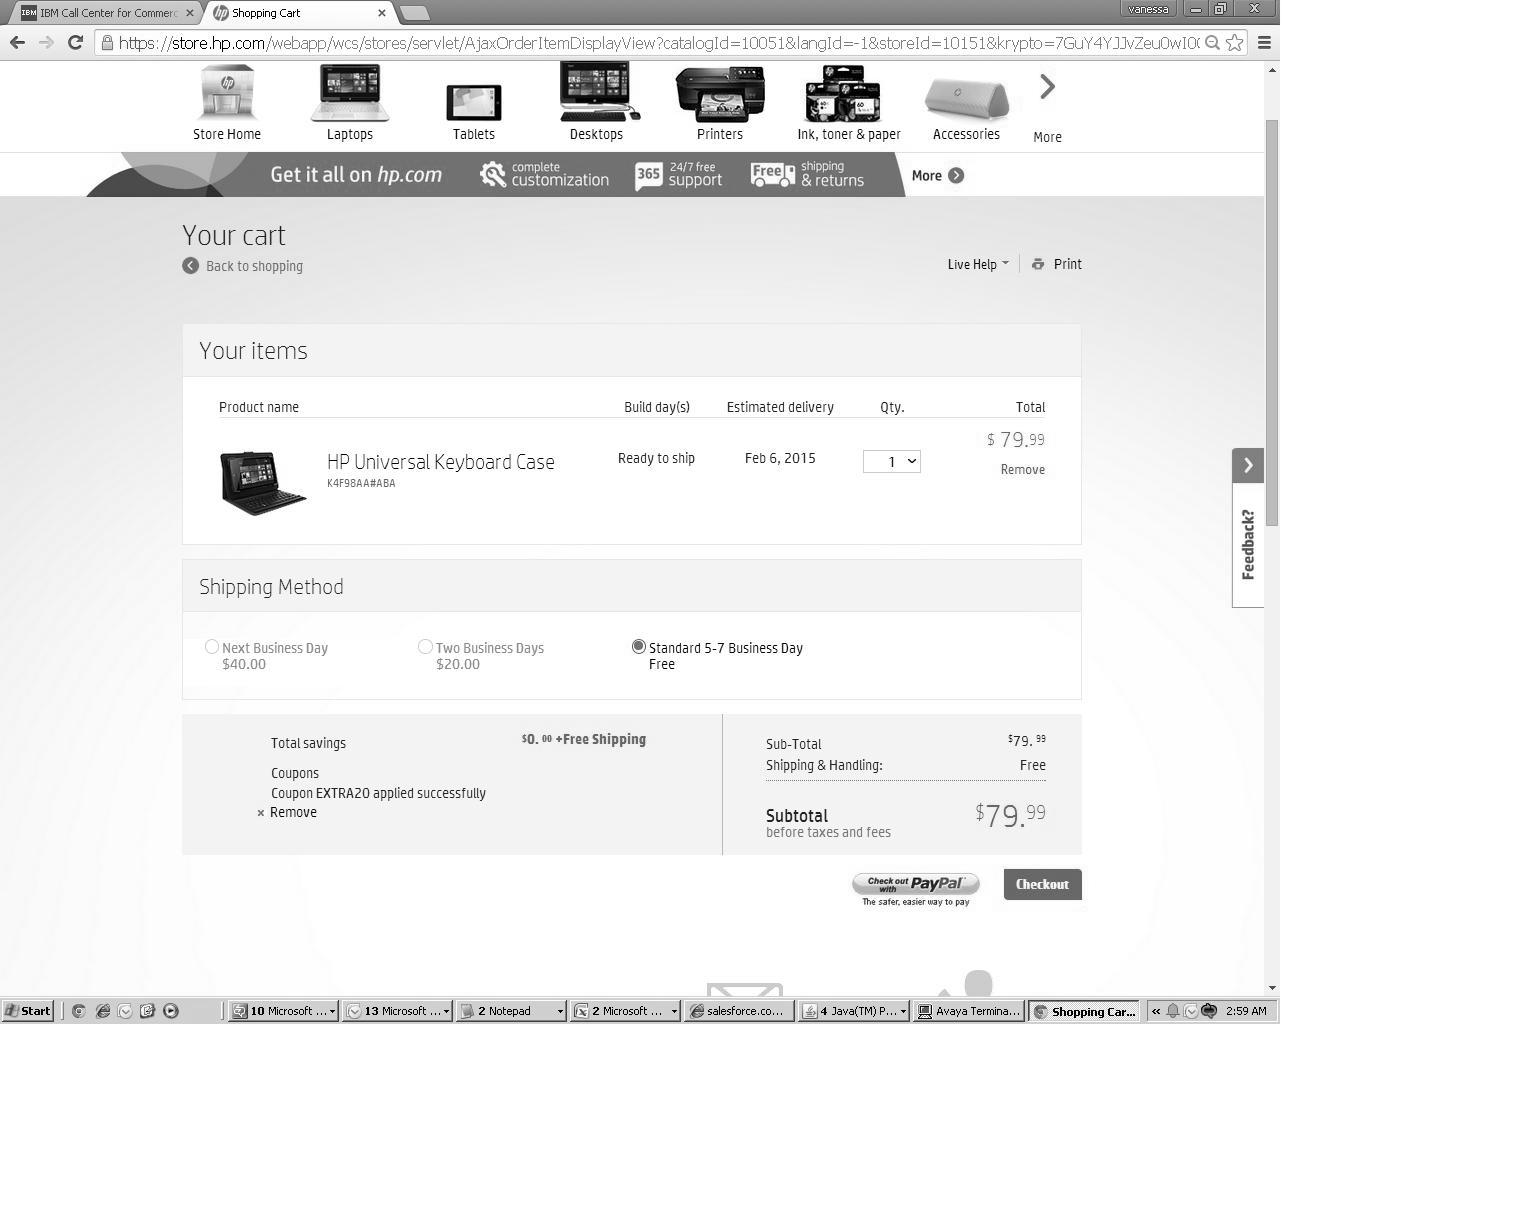 IBM IBM Call Center for Commerc
hp Shopping Cart
vanessa
https://store.hp.com/webapp/wcs/stores/servlet/AjaxOrderItemDisplayView?catalogId=10051&langId=-1&storeId=10151&krypto=7GuY4YJJvZeu0wI0
Store Home Laptops Tablets Desktops Printers Ink, toner & paper Accessories More
Get it all on hp.com complete customization 365 24/7 free support Free shipping & returns More
Your cart
Back to shopping
Live Help Print
Your items
Product name Build day(s) Estimated delivery Qty. Total
$ 79.99
HP Universal Keyboard Case Ready to ship Feb 6, 2015 1
Remove
K4F98AA#ABA
Feedback?
Shipping Method
Next Business Day Two Business Days Standard 5-7 Business Day
$40.00 $20.00 Free
Total savings $0.00 +Free Shipping
Coupons
Coupon EXTRA20 applied successfully
× Remove
Sub-Total $79.99
Shipping & Handling: Free
Subtotal $79.99
before taxes and fees
Check out with PayPal
The safer, easier way to pay
Checkout
Start 10 Microsoft ... 13 Microsoft ... 2 Notepad 2 Microsoft ... salesforce.co... 4 Java(TM) P... Avaya Termina... Shopping Car... « 2:59 AM